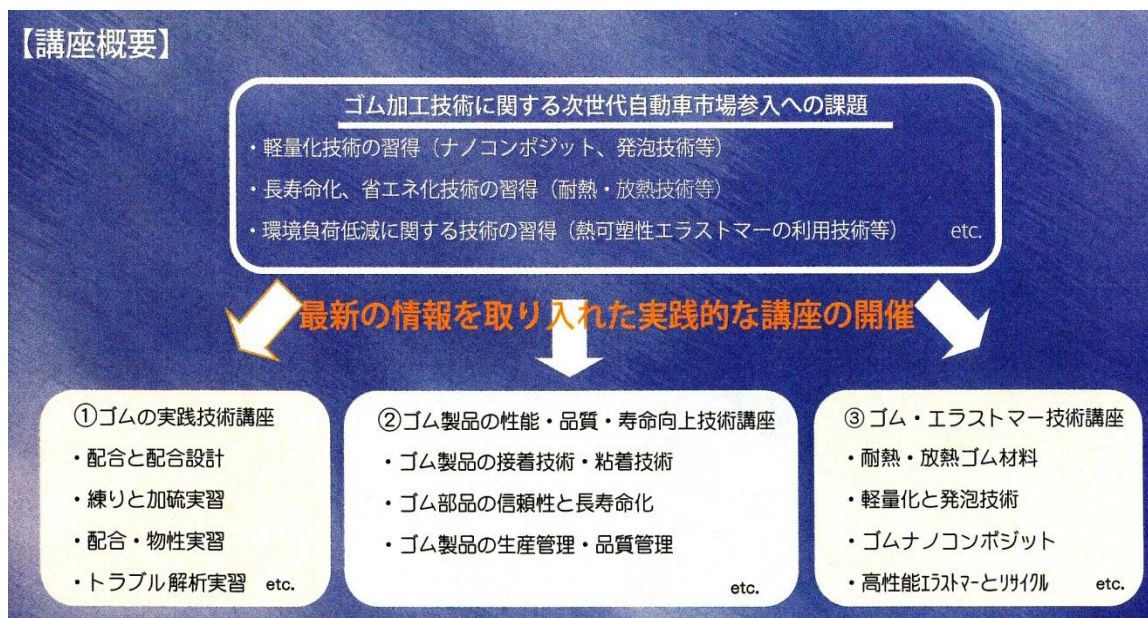 【講座概要】
ゴム加工技術に関する次世代自動車市場参入への課題
・軽量化技術の習得（ナノコンポジット、発泡技術等）
・長寿命化、省エネ化技術の習得（耐熱・放熱技術等）
・環境負荷低減に関する技術の習得（熱可塑性エラストマーの利用技術等） etc.
最新の情報を取り入れた実践的な講座の開催
①ゴムの実践技術講座
・配合と配合設計
・練りと加硫実習
・配合・物性実習
・トラブル解析実習 etc.
②ゴム製品の性能・品質・寿命向上技術講座
・ゴム製品の接着技術・粘着技術
・ゴム部品の信頼性と長寿命化
・ゴム製品の生産管理・品質管理
etc.
③ゴム・エラストマー技術講座
・耐熱・放熱ゴム材料
・軽量化と発泡技術
・ゴムナノコンポジット
・高性能ｴﾗｽﾄﾏｰとﾘｻｲｸﾙ etc.